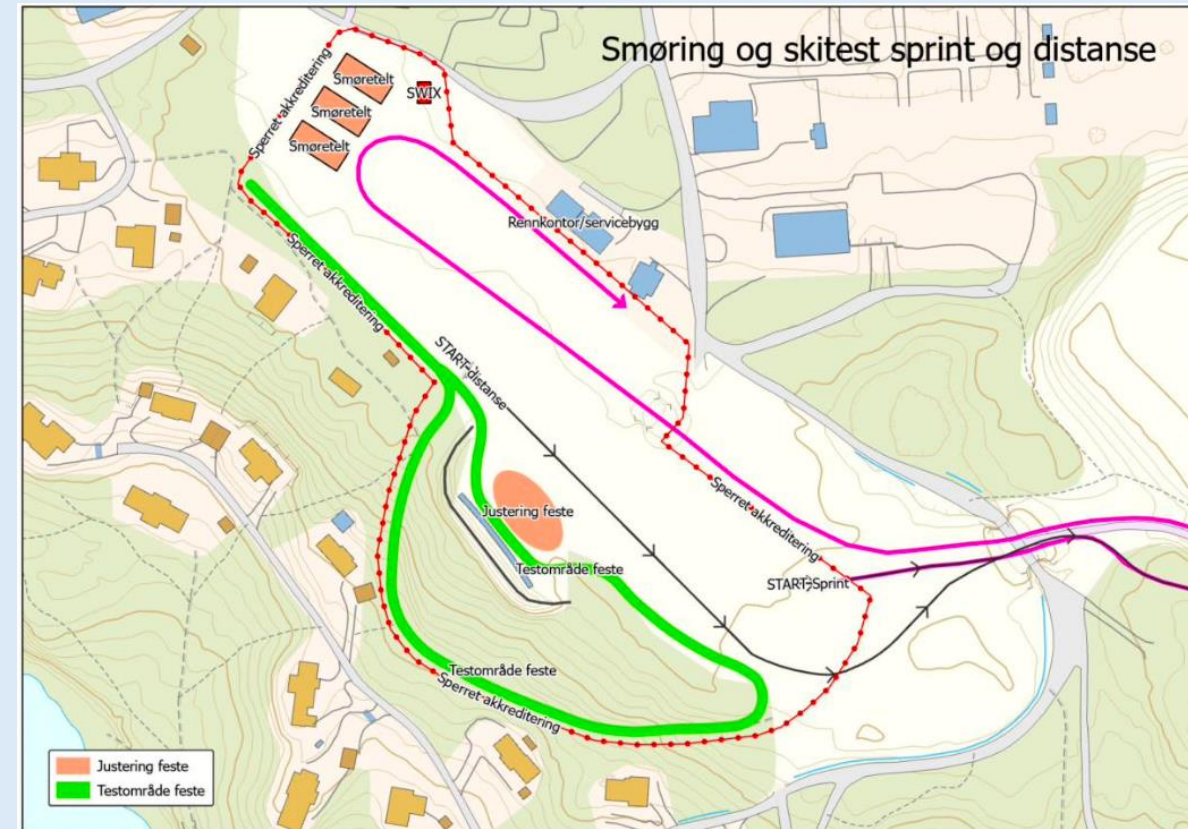 Smøring og skitest sprint og distanse
Sperret akkreditering
Smøretelt
SWIX
Smøretelt
Smøretelt
Rennkontor/servicebygg
Sperret akkreditering
START distanse
Sperret akkreditering
Justering feste
Testområde feste
START Sprint
Testområde feste
Sperret akkreditering
Justering feste
Testområde feste